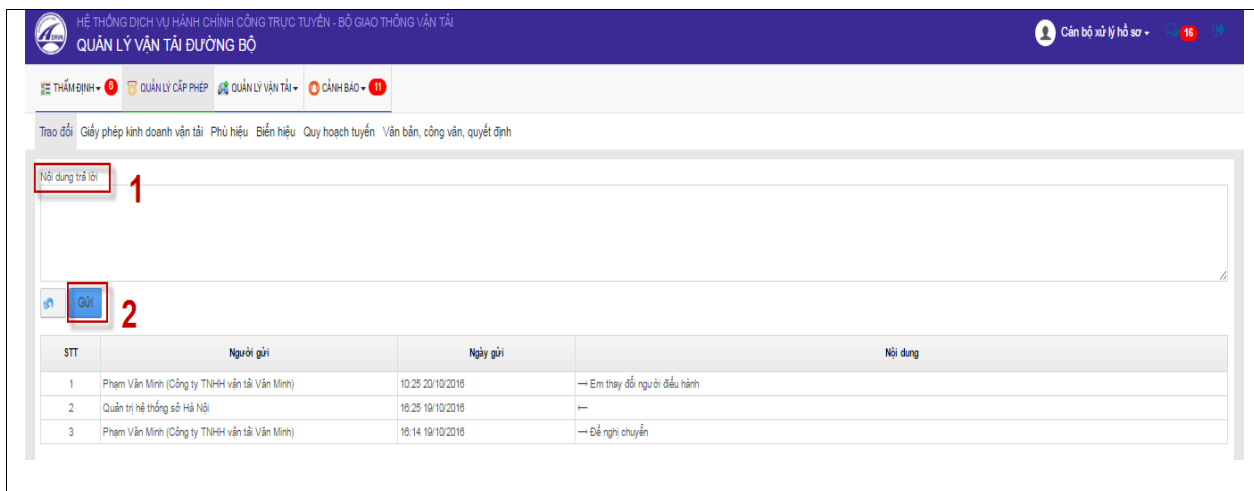 HỆ THỐNG DỊCH VỤ HÀNH CHÍNH CÔNG TRỰC TUYẾN - BỘ GIAO THÔNG VẬN TẢI
QUẢN LÝ VẬN TẢI ĐƯỜNG BỘ
Cán bộ xử lý hồ sơ 16
THẨM ĐỊNH 6 QUẢN LÝ CẤP PHÉP QUẢN LÝ VẬN TẢI CẢNH BÁO 11
Trao đổi Giấy phép kinh doanh vận tải Phù hiệu Biển hiệu Quy hoạch tuyến Văn bản, công văn, quyết định
Nội dung trả lời
1
Gửi
2
STT Người gửi Ngày gửi Nội dung
1 Phạm Văn Minh (Công ty TNHH vận tải Văn Minh) 10:25 20/10/2016 → Em thay đổi người điều hành
2 Quản trị hệ thống sở Hà Nội 16:25 19/10/2016 ←
3 Phạm Văn Minh (Công ty TNHH vận tải Văn Minh) 16:14 19/10/2016 → Đề nghị chuyển